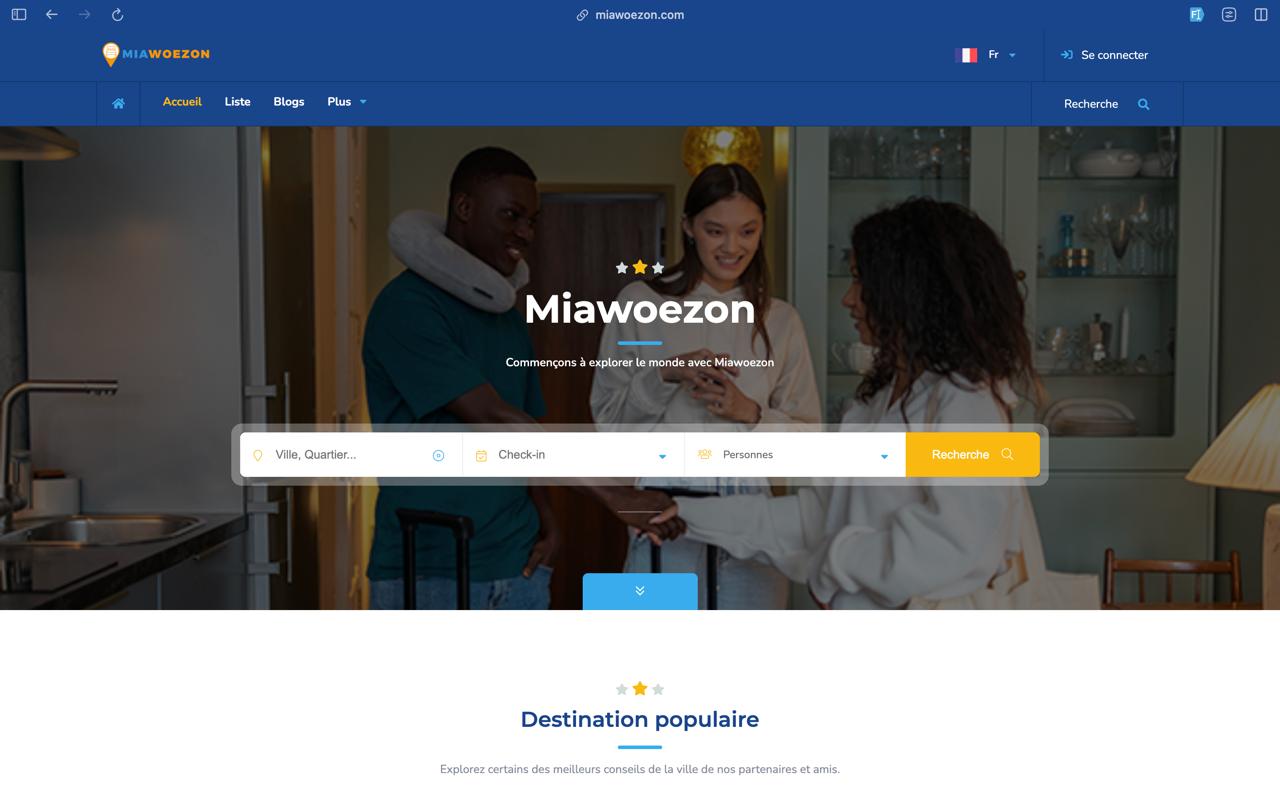 miawoezon.com
MIAWOEZON
Fr
Se connecter
Accueil Liste Blogs Plus
Recherche
Miawoezon
Commençons à explorer le monde avec Miawoezon
Ville, Quartier...
Check-in
Personnes
Recherche
Destination populaire
Explorez certains des meilleurs conseils de la ville de nos partenaires et amis.